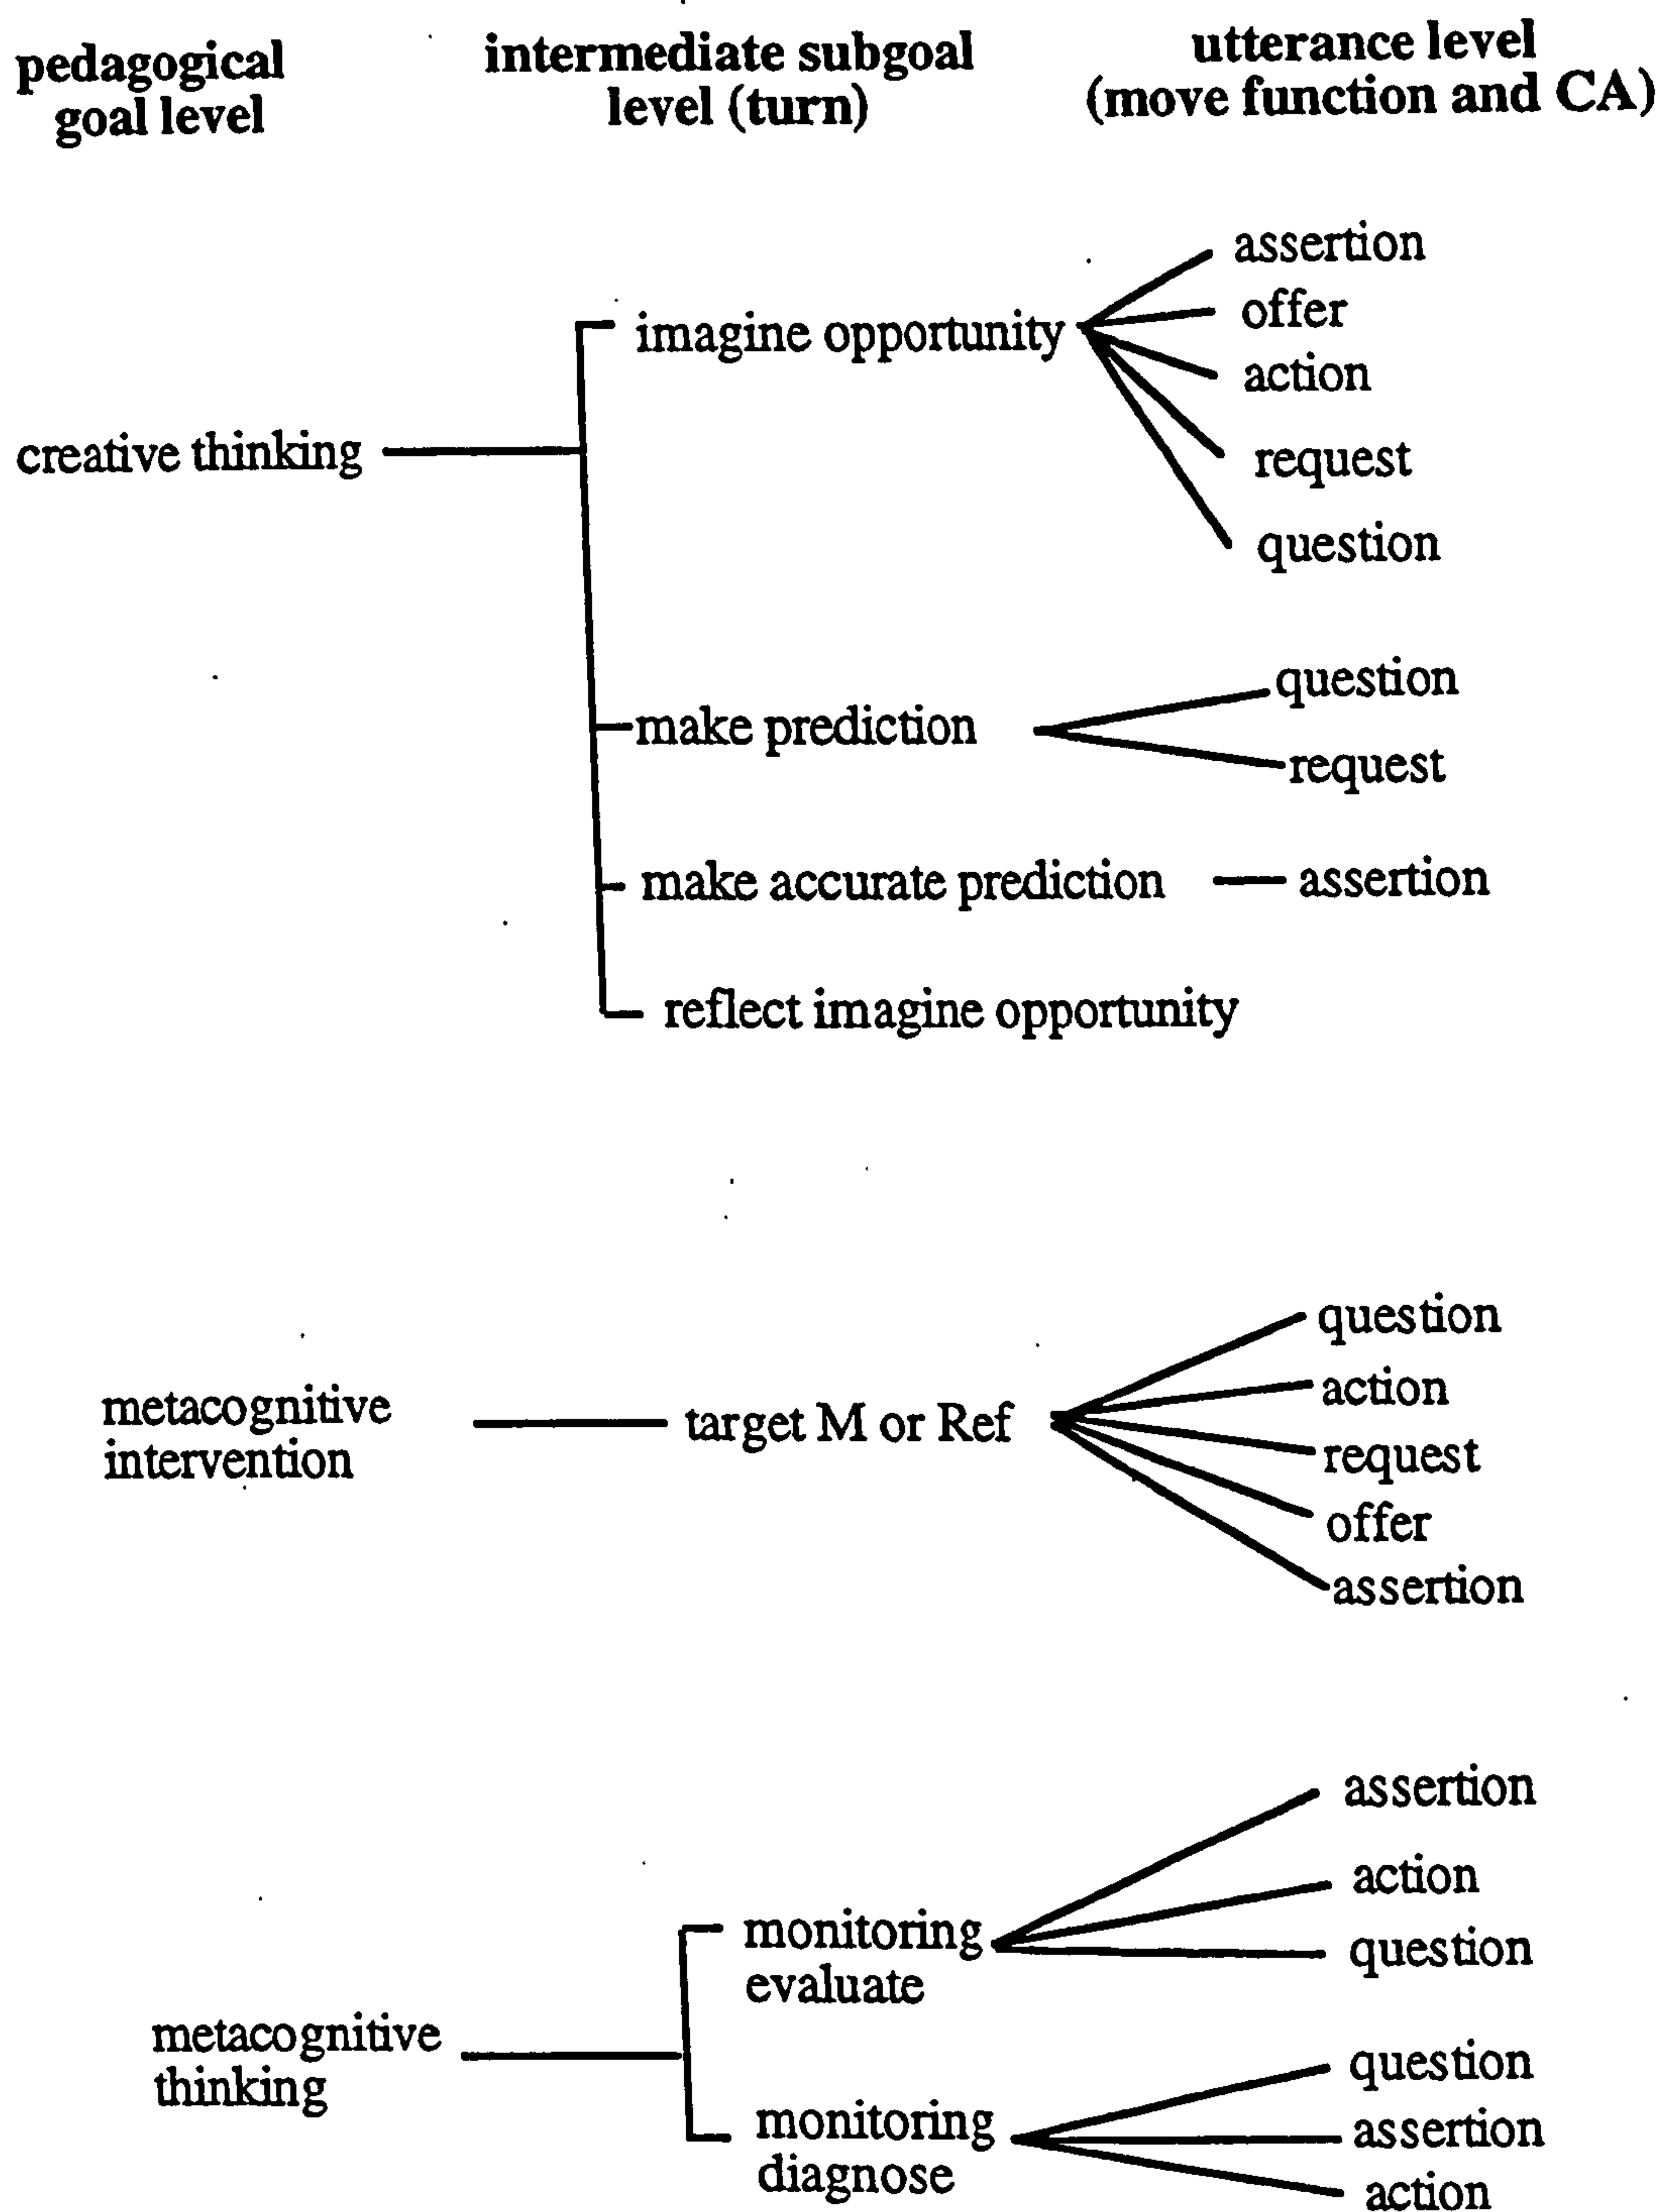 pedagogical
goal level
intermediate subgoal
level (turn)
utterance level
(move function and CA)
creative thinking
imagine opportunity
assertion
offer
action
request
question
make prediction
question
request
make accurate prediction
assertion
reflect imagine opportunity
metacognitive
intervention
target M or Ref
question
action
request
offer
assertion
metacognitive
thinking
monitoring
evaluate
assertion
action
question
monitoring
diagnose
question
assertion
action